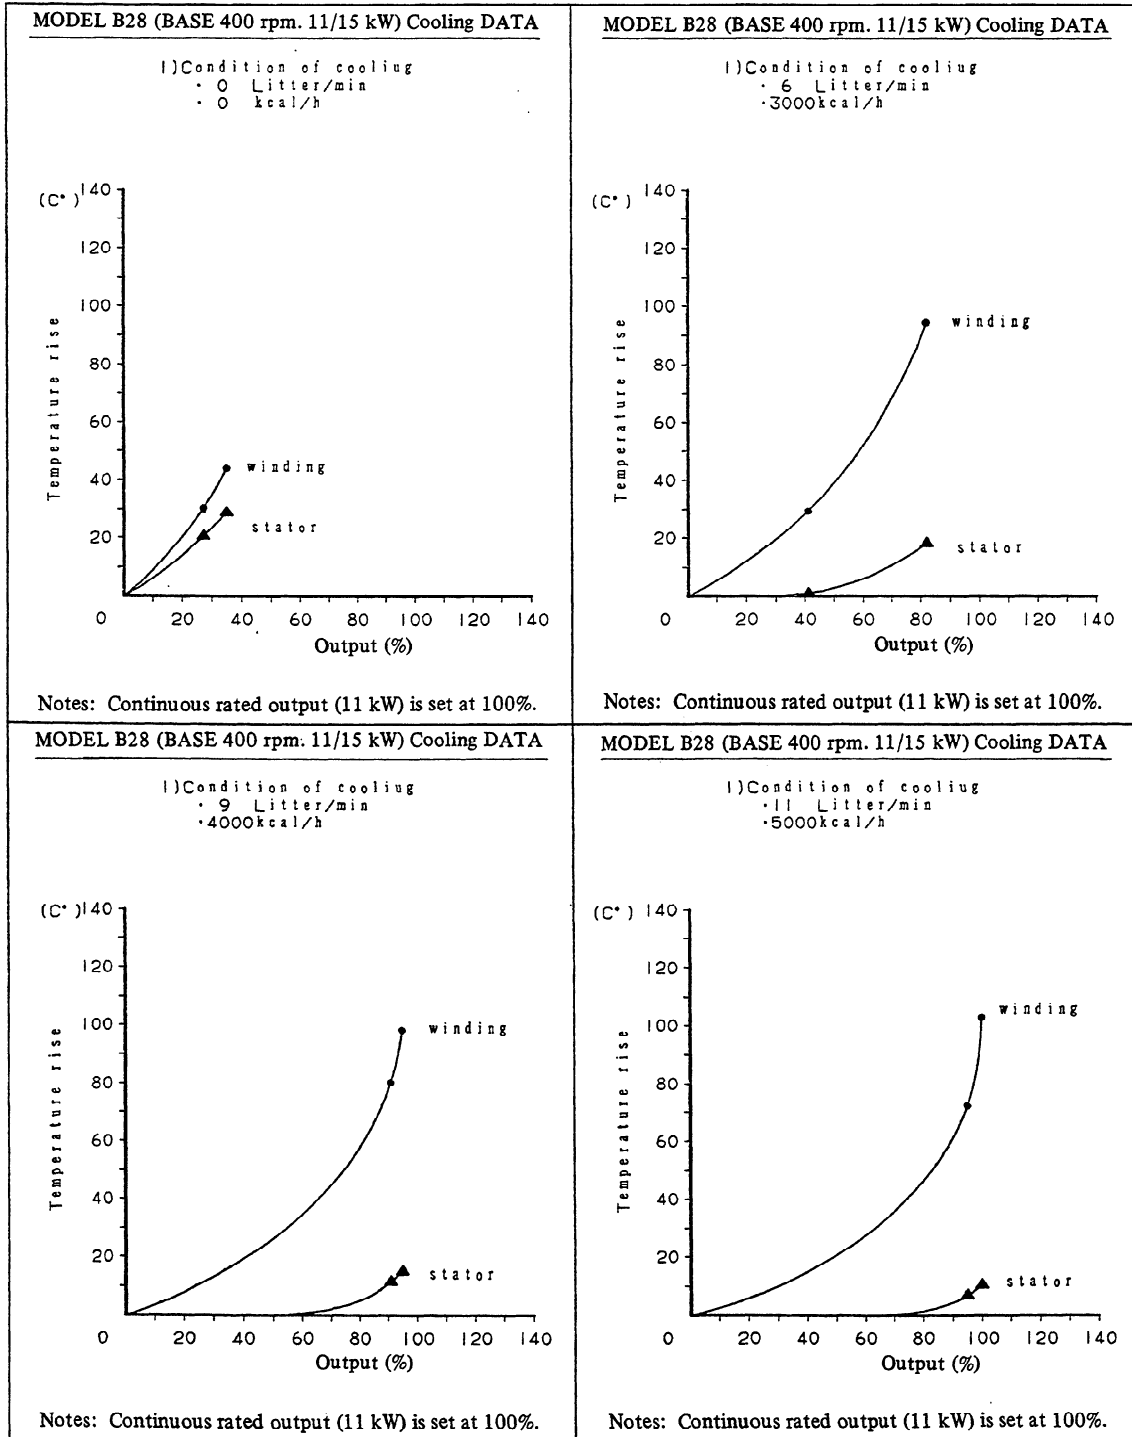 MODEL B28 (BASE 400 rpm. 11/15 kW) Cooling DATA
1)Condition of cooliug
· 0 Litter/min
· 0 kcal/h
(C°)
140
120
100
80
60
40
20
0
Temperature rise
winding
stator
20 40 60 80 100 120 140
Output (%)
Notes: Continuous rated output (11 kW) is set at 100%.
MODEL B28 (BASE 400 rpm. 11/15 kW) Cooling DATA
1)Condition of cooliug
· 6 Litter/min
·3000kcal/h
(C°)
140
120
100
80
60
40
20
0
Temperature rise
winding
stator
20 40 60 80 100 120 140
Output (%)
Notes: Continuous rated output (11 kW) is set at 100%.
MODEL B28 (BASE 400 rpm. 11/15 kW) Cooling DATA
1)Condition of cooliug
· 9 Litter/min
·4000kcal/h
(C°)
140
120
100
80
60
40
20
0
Temperature rise
winding
stator
20 40 60 80 100 120 140
Output (%)
Notes: Continuous rated output (11 kW) is set at 100%.
MODEL B28 (BASE 400 rpm. 11/15 kW) Cooling DATA
1)Condition of cooliug
·11 Litter/min
·5000kcal/h
(C°)
140
120
100
80
60
40
20
0
Temperature rise
winding
stator
20 40 60 80 100 120 140
Output (%)
Notes: Continuous rated output (11 kW) is set at 100%.